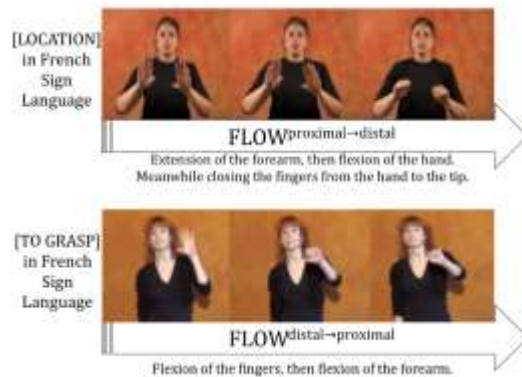 [LOCATION]
in French
Sign
Language
FLOWproximal→distal
Extension of the forearm, then flexion of the hand.
Meanwhile closing the fingers from the hand to the tip.
[TO GRASP]
in French
Sign
Language
FLOWdistal→proximal
Flexion of the fingers, then flexion of the forearm.